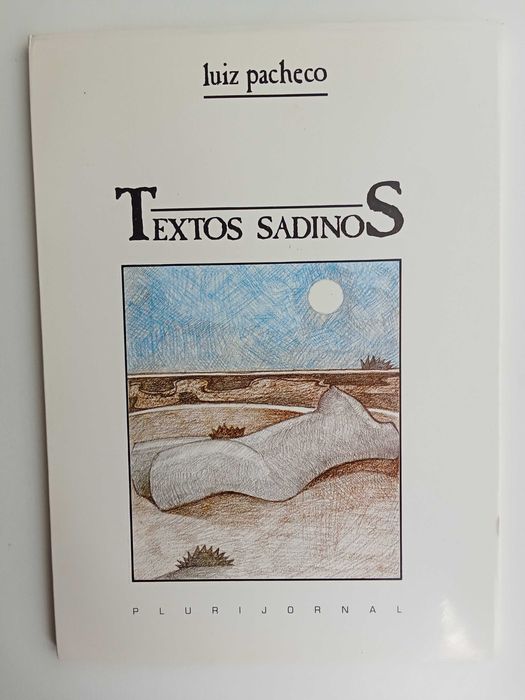 luiz pacheco
TEXTOS SADINOS
PLURIJORNAL